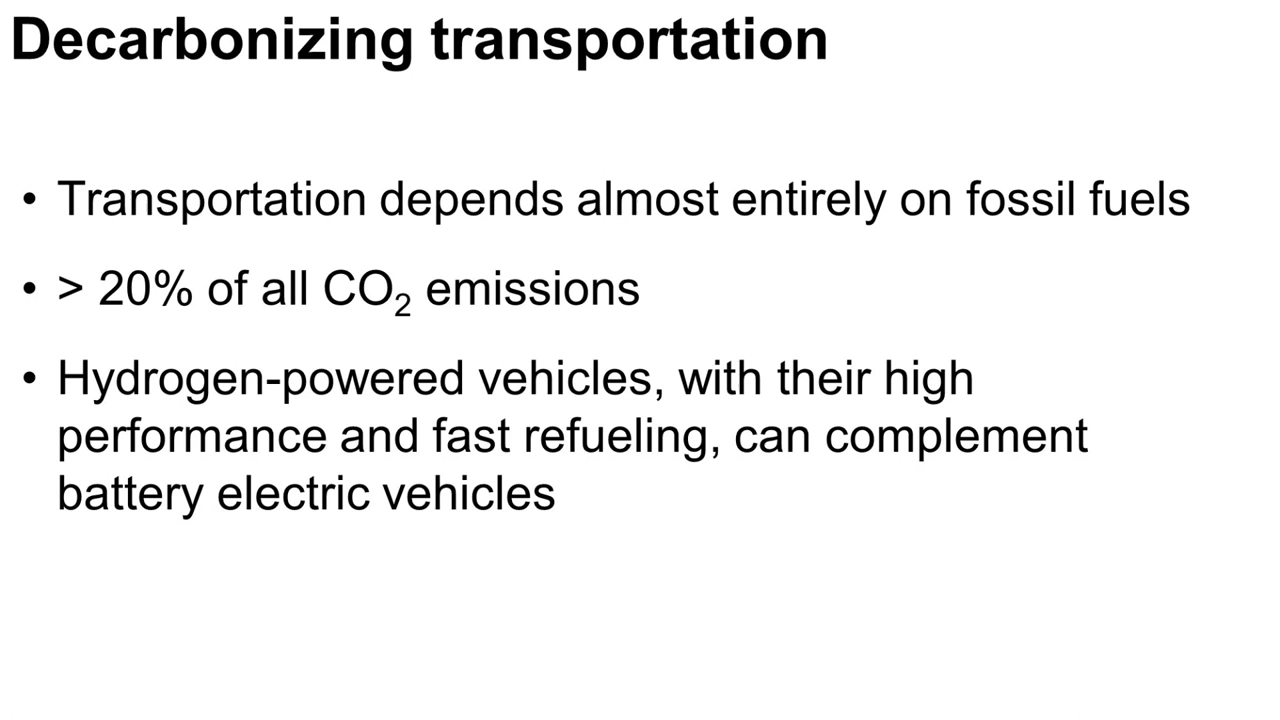 Decarbonizing transportation
• Transportation depends almost entirely on fossil fuels
• > 20% of all CO₂ emissions
• Hydrogen-powered vehicles, with their high
performance and fast refueling, can complement
battery electric vehicles